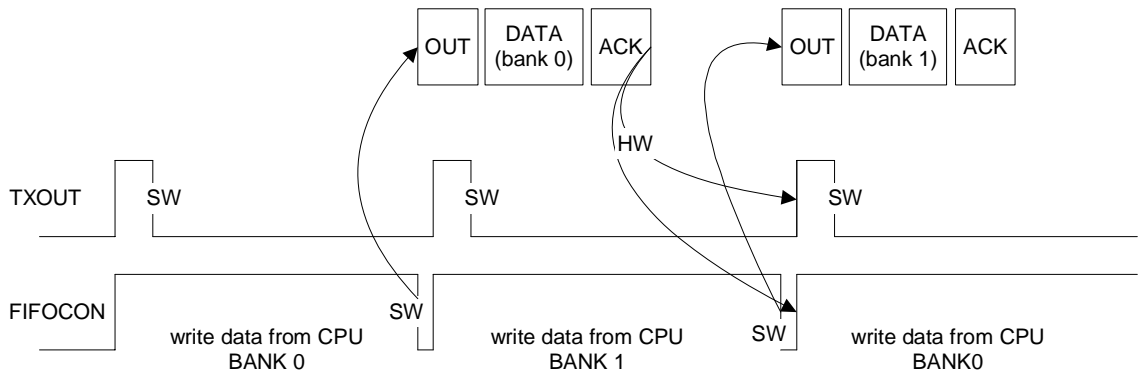 OUT DATA (bank 0) ACK OUT DATA (bank 1) ACK
HW
TXOUT SW SW SW
FIFOCON SW SW
write data from CPU write data from CPU write data from CPU
BANK 0 BANK 1 BANK0